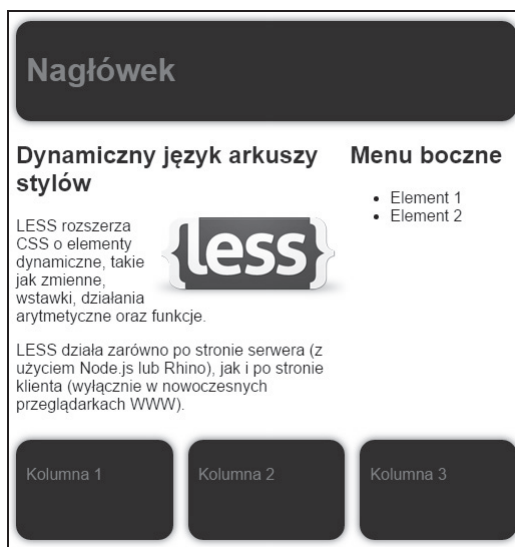 Nagłówek
Dynamiczny język arkuszy
stylów
LESS rozszerza
CSS o elementy
dynamiczne, takie
jak zmienne,
wstawki, działania
arytmetyczne oraz funkcje.
{less}
LESS działa zarówno po stronie serwera (z
użyciem Node.js lub Rhino), jak i po stronie
klienta (wyłącznie w nowoczesnych
przeglądarkach WWW).
Menu boczne
• Element 1
• Element 2
Kolumna 1
Kolumna 2
Kolumna 3